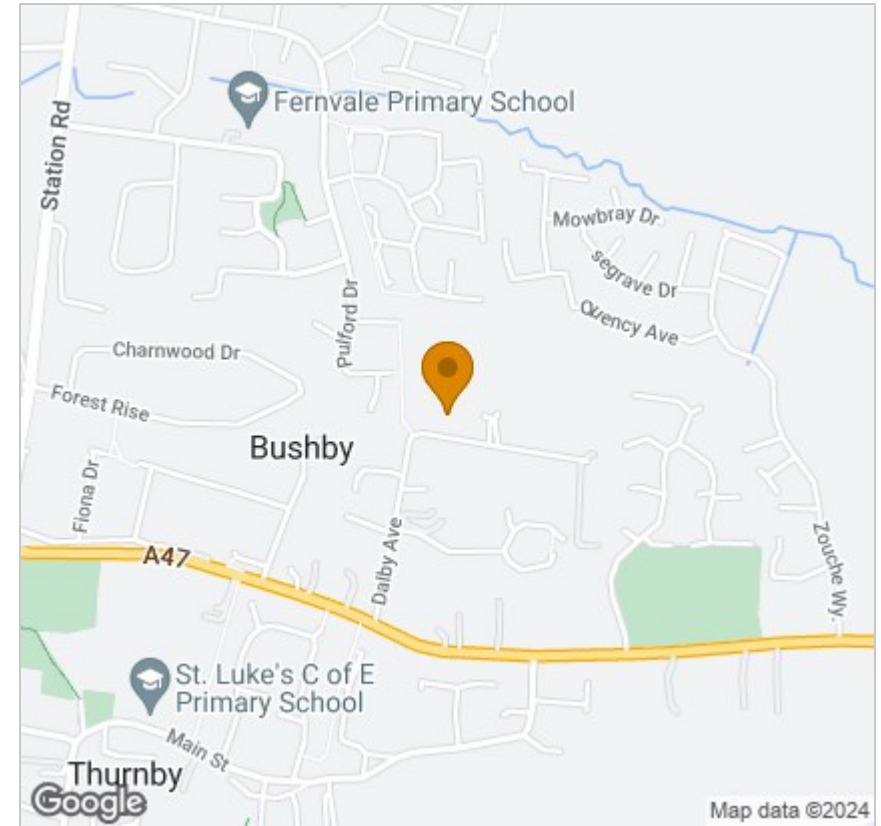 Fernvale Primary School
Station Rd
Mowbray Dr
segrave Dr
Quency Ave
Pulford Dr
Charnwood Dr
Forest Rise
Bushby
Fiona Dr
A47
Dalby Ave
Zouche Wy.
St. Luke's C of E
Primary School
Main St
Thurnby
Google
Map data ©2024